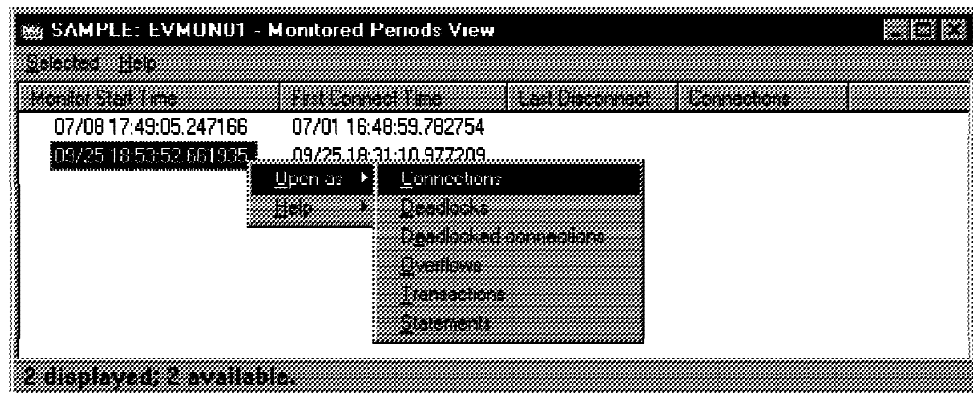 SAMPLE: EVMON01 - Monitored Periods View
Selected Help
Monitor Start Time First Connect Time Last Disconnect Connections
07/08 17:49:05.247166 07/01 16:48:59.782754
09/25 18:53:52.661935 09/25 18:31:10.977209
Open as Connections
Help Deadlocks
Deadlocked connections
Overflows
Transactions
Statements
2 displayed; 2 available.